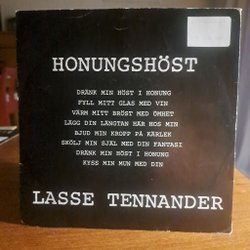 HONUNGSHÖST
DRÄNK MIN HÖST I HONUNG
FYLL MITT GLAS MED VIN
VÄRM MITT BRÖST MED ÖMHET
LÄGG DIN LÄNGTAN HÄR HOS MIN
BJUD MIN KROPP PÅ KÄRLEK
SKÖLJ MIN SJÄL MED DIN FANTASI
DRÄNK MIN HÖST I HONUNG
KYSS MIN MUN MED DIN
LASSE TENNANDER